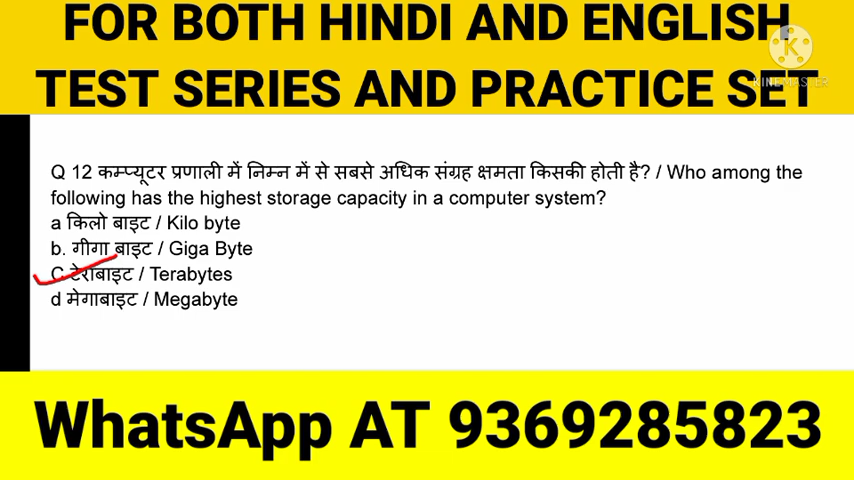 FOR BOTH HINDI AND ENGLISH
TEST SERIES AND PRACTICE SET
KINEMASTER
Q 12 कम्प्यूटर प्रणाली में निम्न में से सबसे अधिक संग्रह क्षमता किसकी होती है? / Who among the
following has the highest storage capacity in a computer system?
a किलो बाइट / Kilo byte
b. गीगा बाइट / Giga Byte
C टेराबाइट / Terabytes
d मेगाबाइट / Megabyte
WhatsApp AT 9369285823